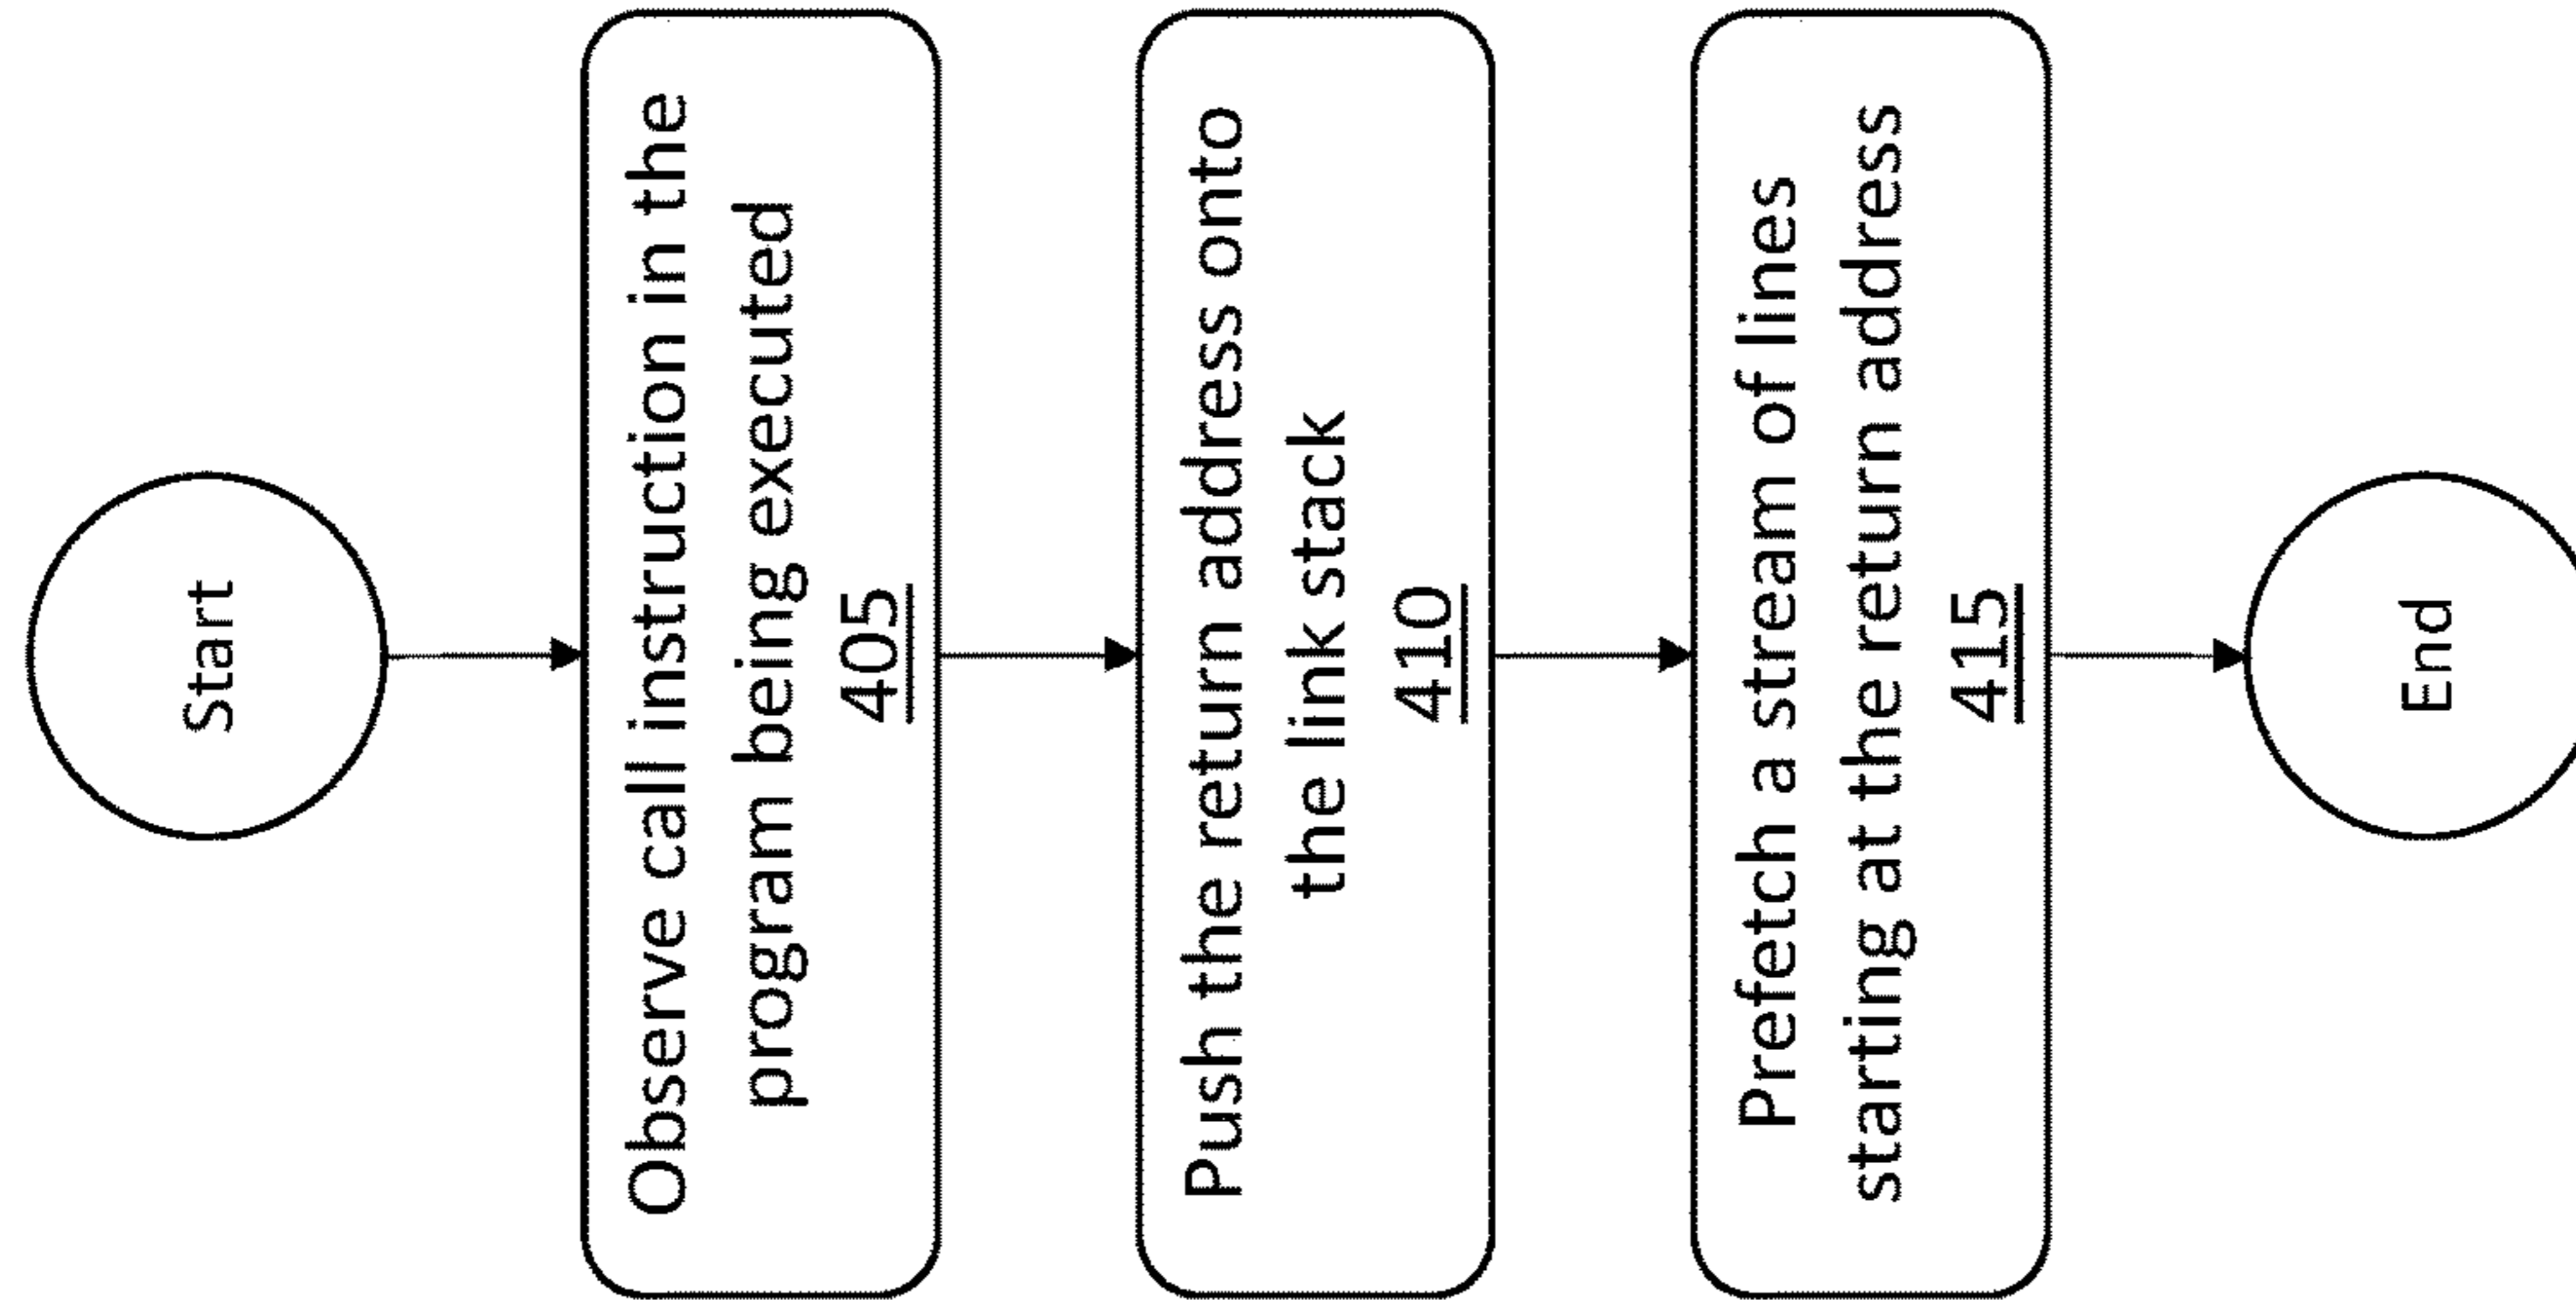 Start
Observe call instruction in the
program being executed
405
Push the return address onto
the link stack
410
Prefetch a stream of lines
starting at the return address
415
End